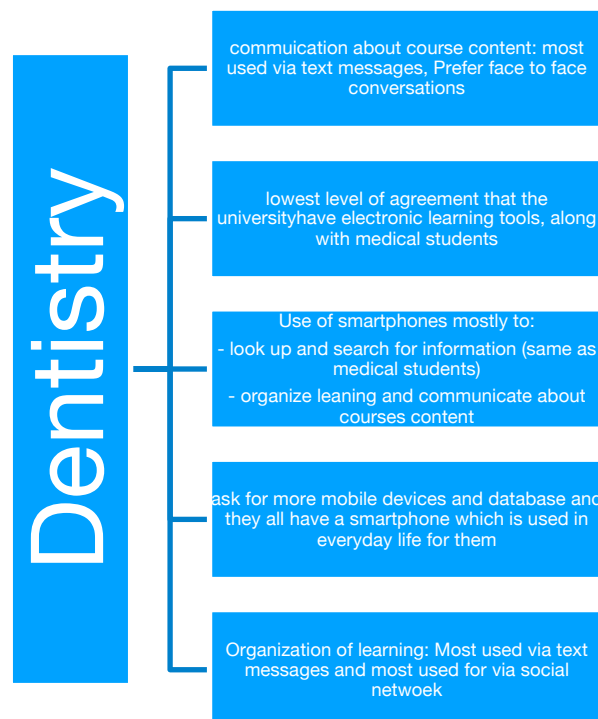 Dentistry
commuication about course content: most
used via text messages, Prefer face to face
conversations
lowest level of agreement that the
universityhave electronic learning tools, along
with medical students
Use of smartphones mostly to:
- look up and search for information (same as
medical students)
- organize leaning and communicate about
courses content
ask for more mobile devices and database and
they all have a smartphone which is used in
everyday life for them
Organization of learning: Most used via text
messages and most used for via social
netwoek